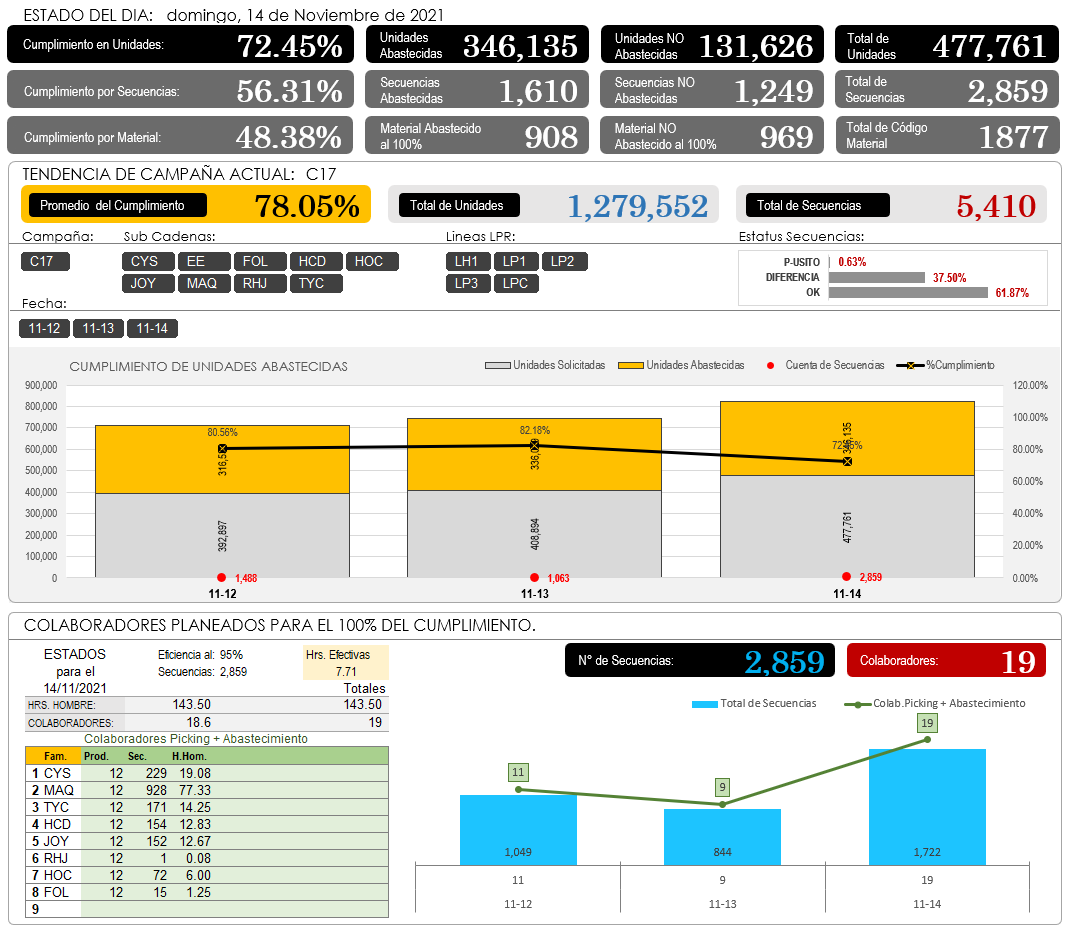 ESTADO DEL DIA: domingo, 14 de Noviembre de 2021
Cumplimiento en Unidades: 72.45%
Unidades Abastecidas 346,135
Unidades NO Abastecidas 131,626
Total de Unidades 477,761
Cumplimiento por Secuencias: 56.31%
Secuencias Abastecidas 1,610
Secuencias NO Abastecidas 1,249
Total de Secuencias 2,859
Cumplimiento por Material: 48.38%
Material Abastecido al 100% 908
Material NO Abastecido al 100% 969
Total de Código Material 1877
TENDENCIA DE CAMPAÑA ACTUAL: C17
Promedio del Cumplimiento 78.05%
Total de Unidades 1,279,552
Total de Secuencias 5,410
Campaña:
C17
Sub Cadenas:
CYS EE FOL HCD HOC
JOY MAQ RHJ TYC
Lineas LPR:
LH1 LP1 LP2
LP3 LPC
Estatus Secuencias:
P-USITO 0.63%
DIFERENCIA 37.50%
OK 61.87%
Fecha:
11-12 11-13 11-14
CUMPLIMIENTO DE UNIDADES ABASTECIDAS
Unidades Solicitadas Unidades Abastecidas Cuenta de Secuencias %Cumplimiento
900,000 120.00%
800,000
700,000 100.00%
600,000 80.00%
500,000 60.00%
400,000
300,000 40.00%
200,000 20.00%
100,000
0 0.00%
80.56% 82.18%
346,135
392,897 408,894 477,761
1,488 1,063 2,859
11-12 11-13 11-14
COLABORADORES PLANEADOS PARA EL 100% DEL CUMPLIMIENTO.
ESTADOS para el 14/11/2021
Eficiencia al: 95%
Secuencias: 2,859
Hrs. Efectivas
7.71
Totales
HRS. HOMBRE: 143.50 143.50
COLABORADORES: 18.6 19
Colaboradores Picking + Abastecimiento
Fam. Prod. Sec. H.Hom.
1 CYS 12 229 19.08
2 MAQ 12 928 77.33
3 TYC 12 171 14.25
4 HCD 12 154 12.83
5 JOY 12 152 12.67
6 RHJ 12 1 0.08
7 HOC 12 72 6.00
8 FOL 12 15 1.25
9
N° de Secuencias: 2,859
Colaboradores: 19
Total de Secuencias Colab.Picking + Abastecimiento
11 9 19
1,049 844 1,722
11 9 19
11-12 11-13 11-14